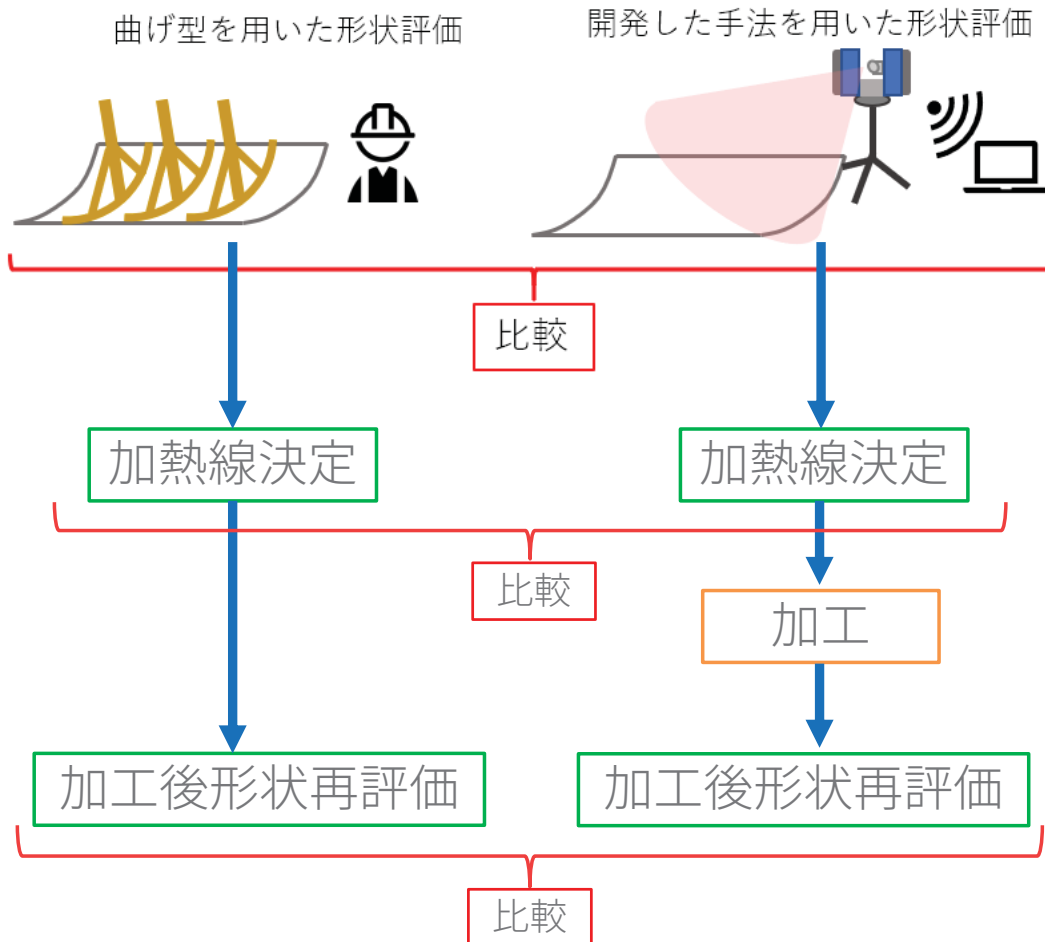 曲げ型を用いた形状評価
開発した手法を用いた形状評価
比較
加熱線決定
加熱線決定
比較
加工
加工後形状再評価
加工後形状再評価
比較